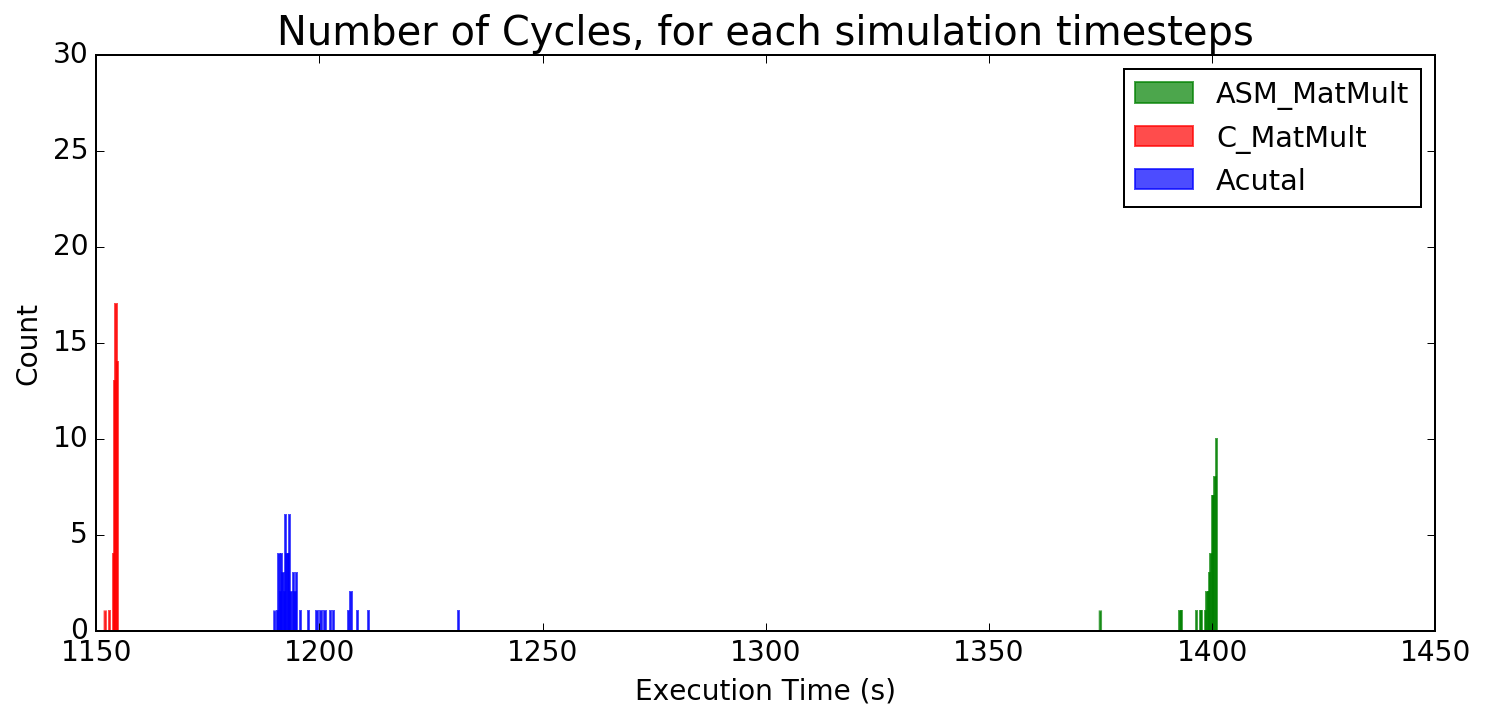 Number of Cycles, for each simulation timesteps
30
25
20
15
10
5
0
Count
ASM_MatMult
C_MatMult
Acutal
1150 1200 1250 1300 1350 1400 1450
Execution Time (s)